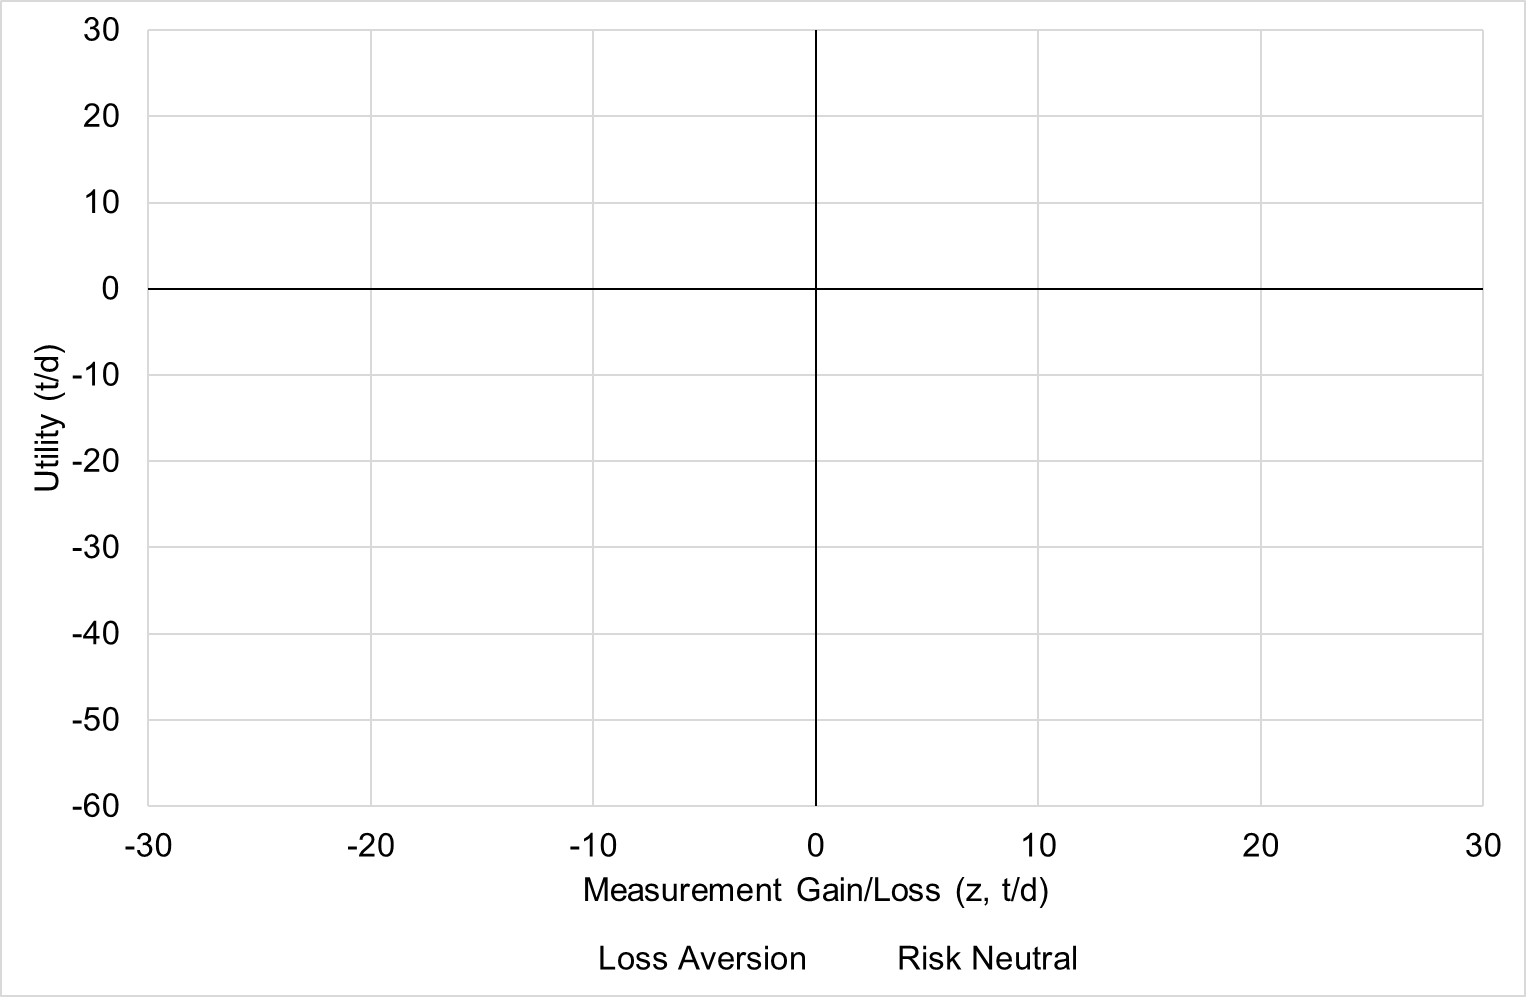 30
20
10
0
-10
-20
-30
-40
-50
-60
Utility (t/d)
-30 -20 -10 0 10 20 30
Measurement Gain/Loss (z, t/d)
Loss Aversion Risk Neutral